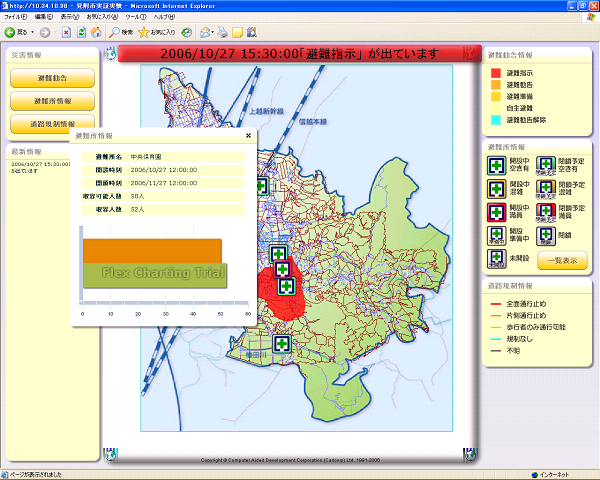 http://10.34.10.98 - 見附市実証実験 - Microsoft Internet Explorer
ファイル(F) 編集(E) 表示(V) お気に入り(A) ツール(T) ヘルプ(H)
戻る 検索 お気に入り
災害情報
避難勧告
避難所情報
道路規制情報
最新情報
2006/10/27 15:30:00
が出ています
2006/10/27 15:30:00「避難指示」が出ています
上越新幹線
信越本線
避難所情報
避難所名 中央保育園
開設時刻 2006/10/27 12:00:00
閉鎖時刻 2006/11/27 12:00:00
収容可能人数 50人
収容人数 52人
Flex Charting Trial
0 10 20 30 40 50 60
避難勧告情報
避難指示
避難勧告
避難準備
自主避難
避難勧告解除
避難所情報
開設中 空き有
閉鎖予定 空き有
開設中 混雑
閉鎖予定 混雑
開設中 満員
閉鎖予定 満員
開設 準備中
閉鎖
未開設
一覧表示
道路規制情報
全面通行止め
片側通行止め
歩行者のみ通行可能
規制なし
不明
Copyright © Computer Aided Development Corporation (Cadcorp) Ltd, 1991-2006
ページが表示されました
インターネット